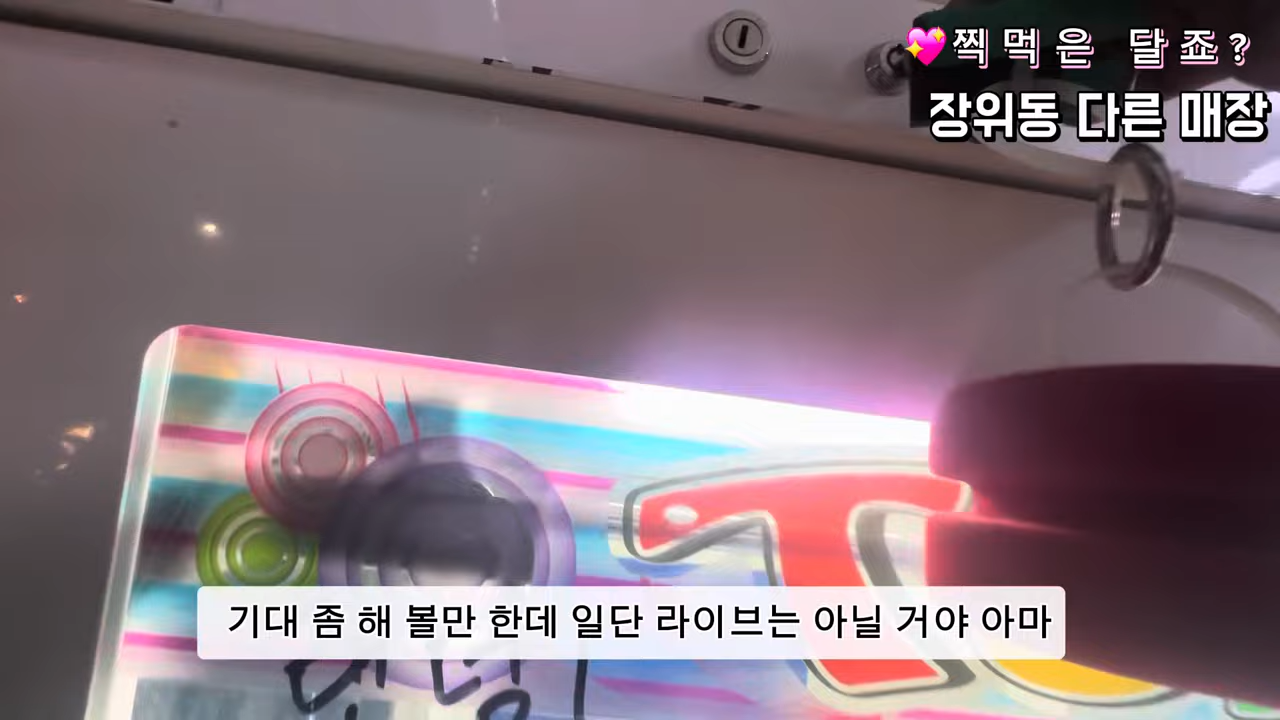 💖찍먹은 달죠?
장위동 다른 매장
기대 좀 해 볼만 한데 일단 라이브는 아닐 거야 아마